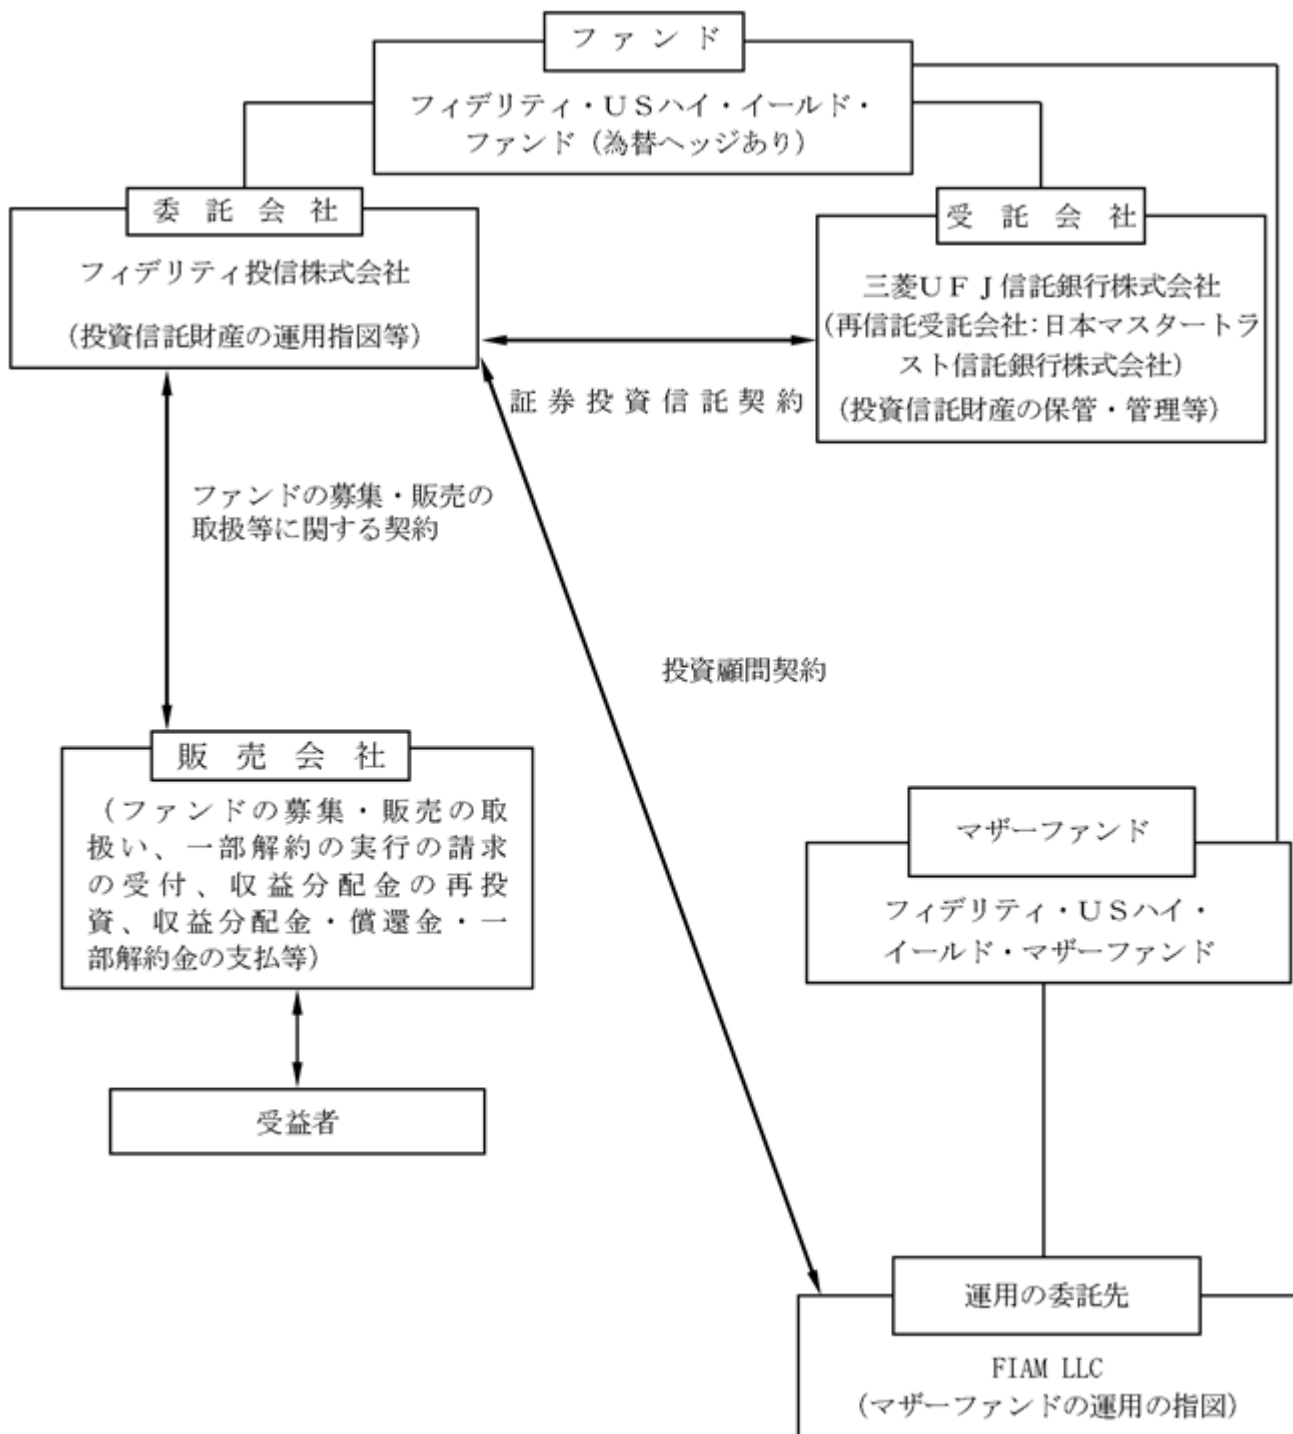 ファンド
フィデリティ・ＵＳハイ・イールド・
ファンド（為替ヘッジあり）
委託会社
フィデリティ投信株式会社
（投資信託財産の運用指図等）
受託会社
三菱ＵＦＪ信託銀行株式会社
（再信託受託会社：日本マスタートラ
スト信託銀行株式会社）
（投資信託財産の保管・管理等）
証券投資信託契約
ファンドの募集・販売の
取扱等に関する契約
投資顧問契約
販売会社
（ファンドの募集・販売の取
扱い、一部解約の実行の請求
の受付、収益分配金の再投
資、収益分配金・償還金・一
部解約金の支払等）
マザーファンド
フィデリティ・ＵＳハイ・
イールド・マザーファンド
受益者
運用の委託先
FIAM LLC
（マザーファンドの運用の指図）